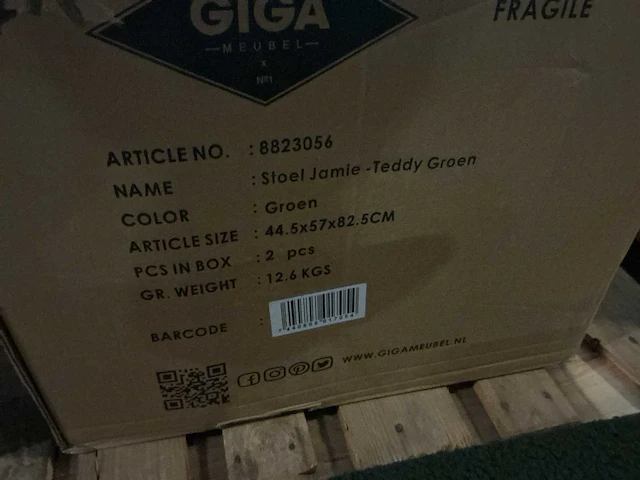 GIGA
FRAGILE
—MEUBEL—
x
Nº1
ARTICLE NO. : 8823056
NAME : Stoel Jamie -Teddy Groen
COLOR : Groen
ARTICLE SIZE : 44.5x57x82.5CM
PCS IN BOX : 2 pcs
GR. WEIGHT : 12.6 KGS
BARCODE :
WWW.GIGAMEUBEL.NL